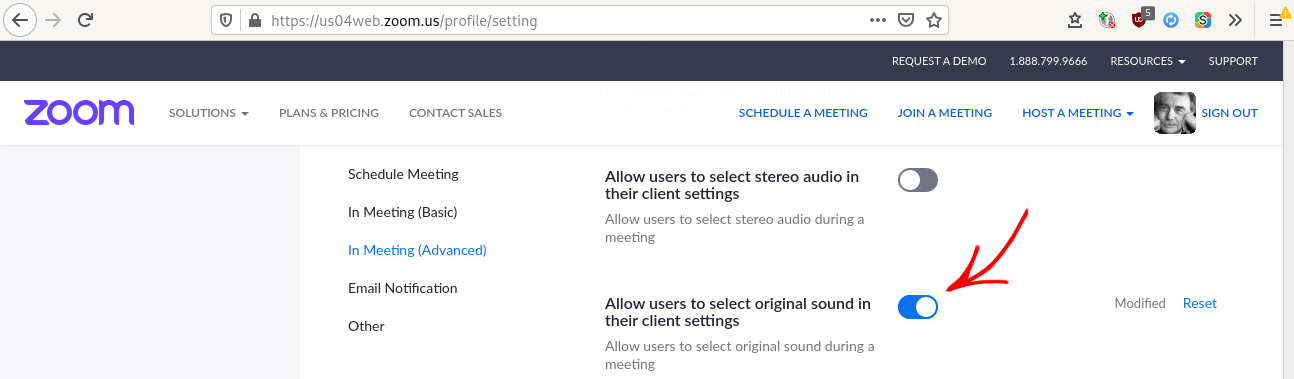 https://us04web.zoom.us/profile/setting
5
REQUEST A DEMO 1.888.799.9666 RESOURCES SUPPORT
zoom SOLUTIONS PLANS & PRICING CONTACT SALES SCHEDULE A MEETING JOIN A MEETING HOST A MEETING SIGN OUT
Schedule Meeting
In Meeting (Basic)
In Meeting (Advanced)
Email Notification
Other
Allow users to select stereo audio in
their client settings
Allow users to select stereo audio during a
meeting
Allow users to select original sound in
their client settings
Allow users to select original sound during a
meeting
Modified Reset